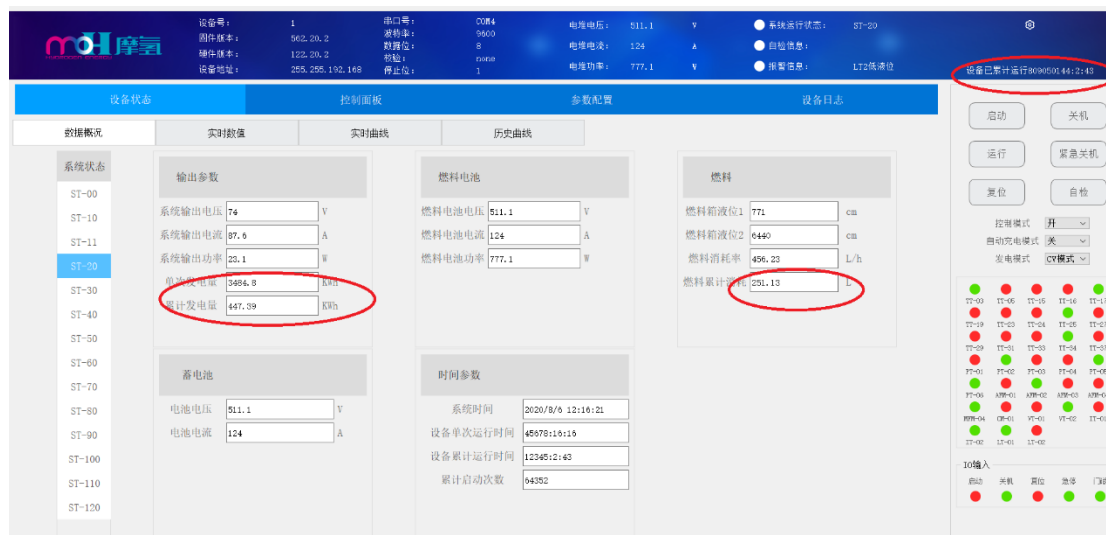 摩氢
设备号： 1
固件版本： 562.20.2
硬件版本： 122.20.2
设备地址： 255.255.192.168
串口号： COM4
波特率： 9600
数据位： 8
校验： none
停止位： 1
电堆电压： 511.1 V
电堆电流： 124 A
电堆功率： 777.1 W
系统运行状态： ST-20
自检信息：
报警信息： LT2低液位
设备已累计运行809050144:2:43
设备状态 控制面板 参数配置 设备日志
数据概况 实时数值 实时曲线 历史曲线
系统状态
ST-00
ST-10
ST-11
ST-20
ST-30
ST-40
ST-50
ST-60
ST-70
ST-80
ST-90
ST-100
ST-110
ST-120
输出参数
系统输出电压 74 V
系统输出电流 87.6 A
系统输出功率 23.1 W
单次发电量 3484.8 KWh
累计发电量 447.39 KWh
燃料电池
燃料电池电压 511.1 V
燃料电池电流 124 A
燃料电池功率 777.1 W
燃料
燃料箱液位1 771 cm
燃料箱液位2 6440 cm
燃料消耗率 456.23 L/h
燃料累计消耗 251.13 L
蓄电池
电池电压 511.1 V
电池电流 124 A
时间参数
系统时间 2020/8/6 12:16:21
设备单次运行时间 45678:16:16
设备累计运行时间 12345:2:43
累计启动次数 64352
启动 关机
运行 紧急关机
复位 自检
控制模式 开
自动充电模式 关
发电模式 CV模式
TT-03 TT-05 TT-15 TT-16
TT-19 TT-23 TT-24 TT-25
TT-29 TT-31 TT-33 TT-34
PT-01 PT-02 PT-03 PT-04
PT-06 AFM-01 AFM-02 AFM-03
MFM-04 CM-01 VT-01 VT-02
IT-02 LT-01 LT-02
IO输入
启动 关机 复位 急停